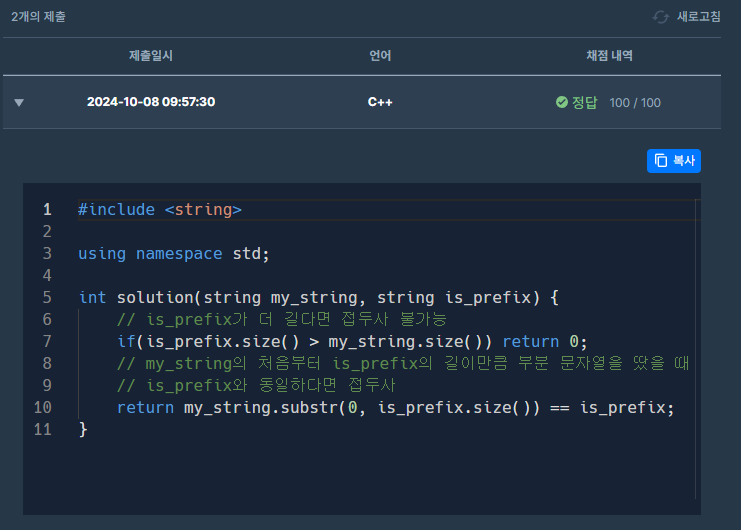 2개의 제출 새로고침
제출일시 언어 채점 내역
2024-10-08 09:57:30 C++ 정답 100 / 100
복사
1 #include <string>
2
3 using namespace std;
4
5 int solution(string my_string, string is_prefix) {
6 // is_prefix가 더 길다면 접두사 불가능
7 if(is_prefix.size() > my_string.size()) return 0;
8 // my_string의 처음부터 is_prefix의 길이만큼 부분 문자열을 땄을 때
9 // is_prefix와 동일하다면 접두사
10 return my_string.substr(0, is_prefix.size()) == is_prefix;
11 }